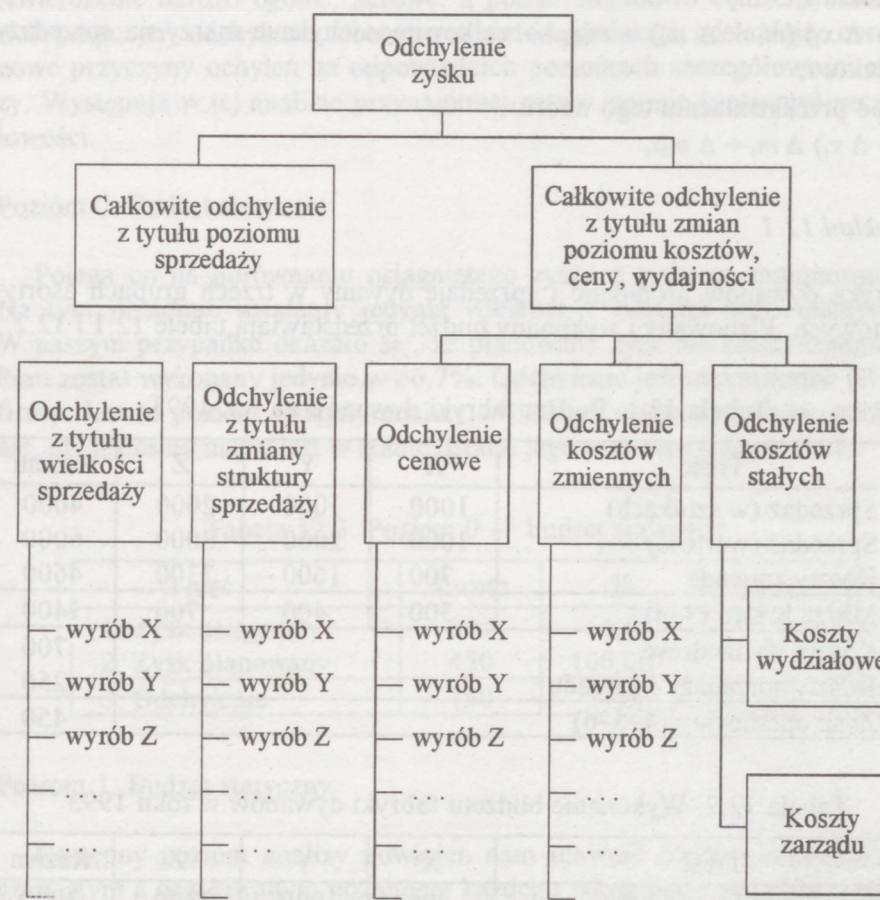 Odchylenie
zysku
Całkowite odchylenie
z tytułu poziomu
sprzedaży
Całkowite odchylenie
z tytułu zmian
poziomu kosztów,
ceny, wydajności
Odchylenie
z tytułu
wielkości
sprzedaży
Odchylenie
z tytułu
zmiany
struktury
sprzedaży
Odchylenie
cenowe
Odchylenie
kosztów
zmiennych
Odchylenie
kosztów
stałych
wyrób X
wyrób Y
wyrób Z
...
...
wyrób X
wyrób Y
wyrób Z
...
...
wyrób X
wyrób Y
wyrób Z
...
...
wyrób X
wyrób Y
wyrób Z
...
...
Koszty
wydziałowe
Koszty
zarządu